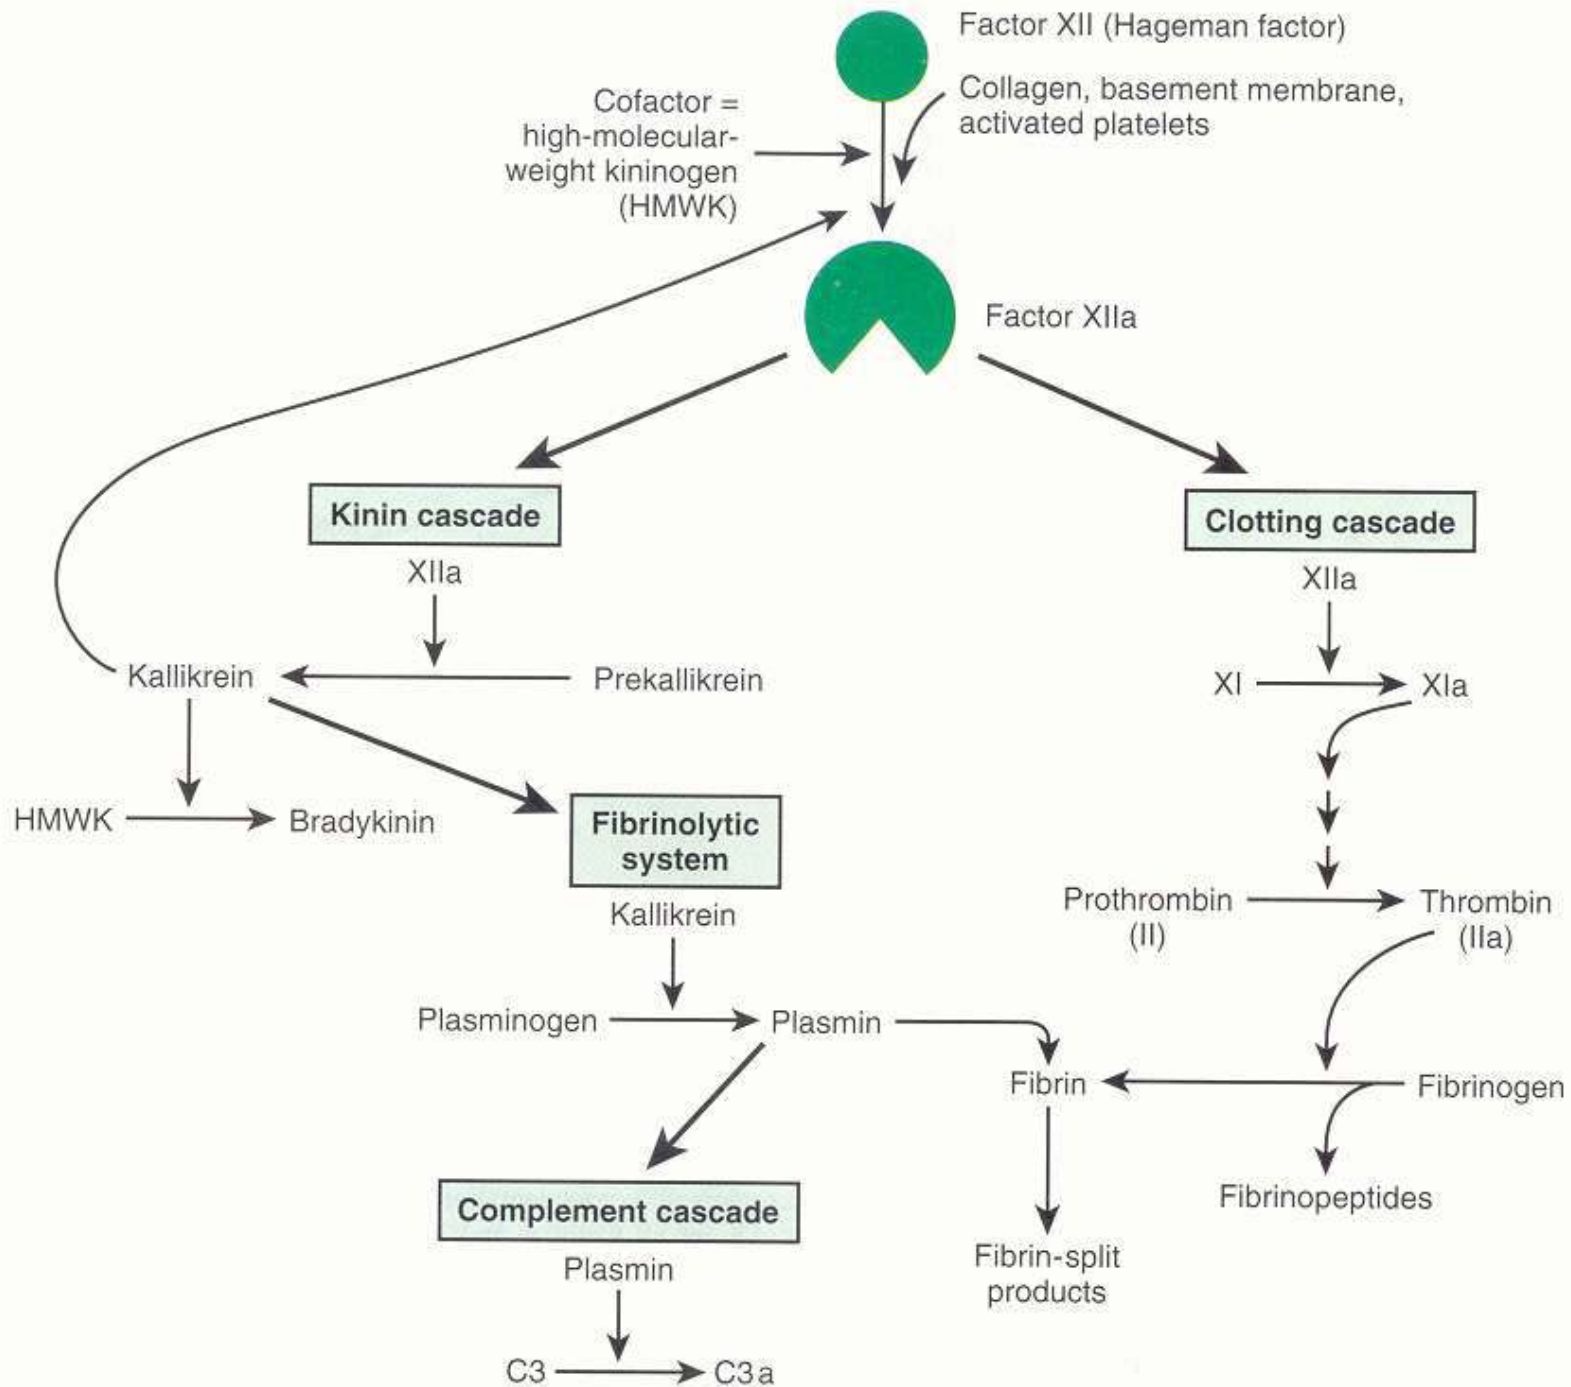 Factor XII (Hageman factor)
Collagen, basement membrane,
activated platelets
Cofactor =
high-molecular-
weight kininogen
(HMWK)
Factor XIIa
Kinin cascade
Clotting cascade
XIIa
XIIa
Kallikrein
Prekallikrein
XI
XIa
HMWK
Bradykinin
Fibrinolytic
system
Kallikrein
Prothrombin
(II)
Thrombin
(IIa)
Plasminogen
Plasmin
Fibrin
Fibrinogen
Fibrinopeptides
Complement cascade
Plasmin
Fibrin-split
products
C3
C3a